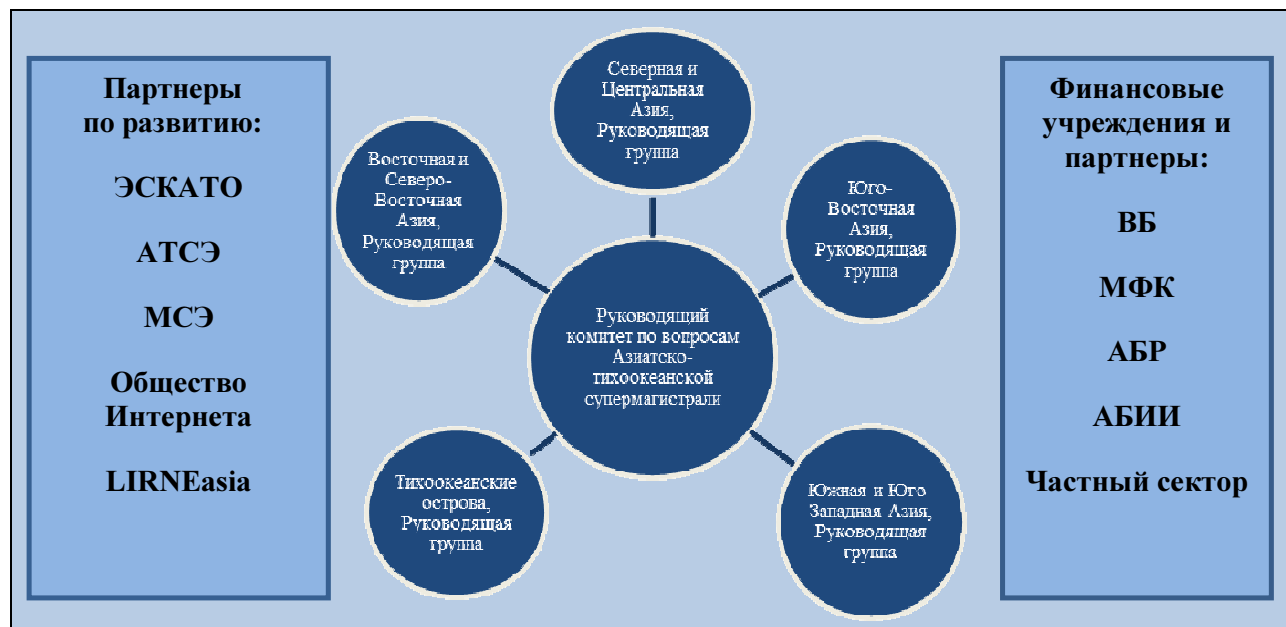 Партнеры
по развитию:
ЭСКАТО
АТСЭ
МСЭ
Общество
Интернета
LIRNEasia
Северная и
Центральная
Азия,
Руководящая
группа
Восточная и
Северо-
Восточная
Азия,
Руководящая
группа
Юго-
Восточная
Азия,
Руководящая
группа
Руководящий
комитет по вопросам
Азиатско-
тихоокеанской
супермагистрали
Тихоокеанские
острова,
Руководящая
группа
Южная и Юго
Западная Азия,
Руководящая
группа
Финансовые
учреждения и
партнеры:
ВБ
МФК
АБР
АБИИ
Частный сектор